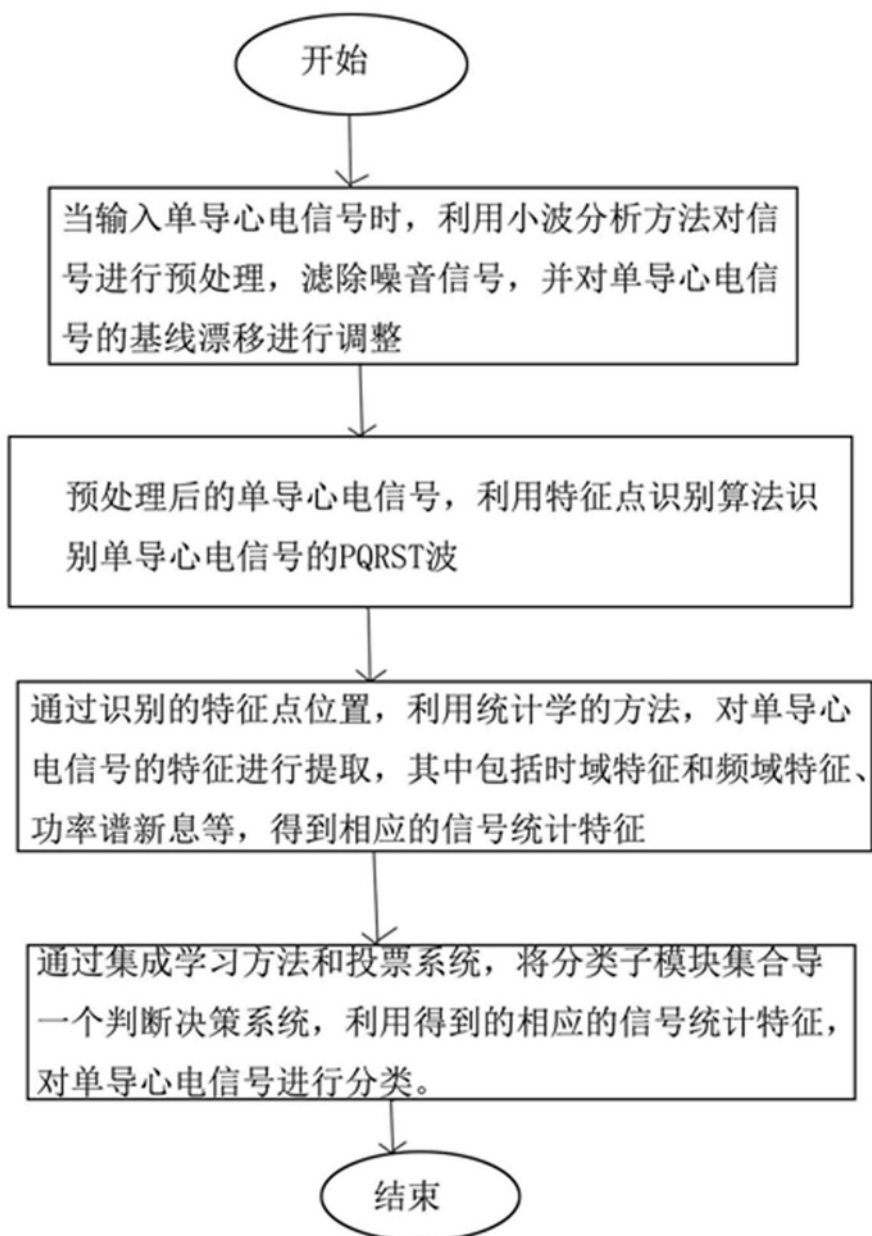 开始
当输入单导心电信号时，利用小波分析方法对信
号进行预处理，滤除噪音信号，并对单导心电信
号的基线漂移进行调整
预处理后的单导心电信号，利用特征点识别算法识
别单导心电信号的PQRST波
通过识别的特征点位置，利用统计学的方法，对单导心
电信号的特征进行提取，其中包括时域特征和频域特征、
功率谱新息等，得到相应的信号统计特征
通过集成学习方法和投票系统，将分类子模块集合导
一个判断决策系统，利用得到的相应的信号统计特征，
对单导心电信号进行分类。
结束